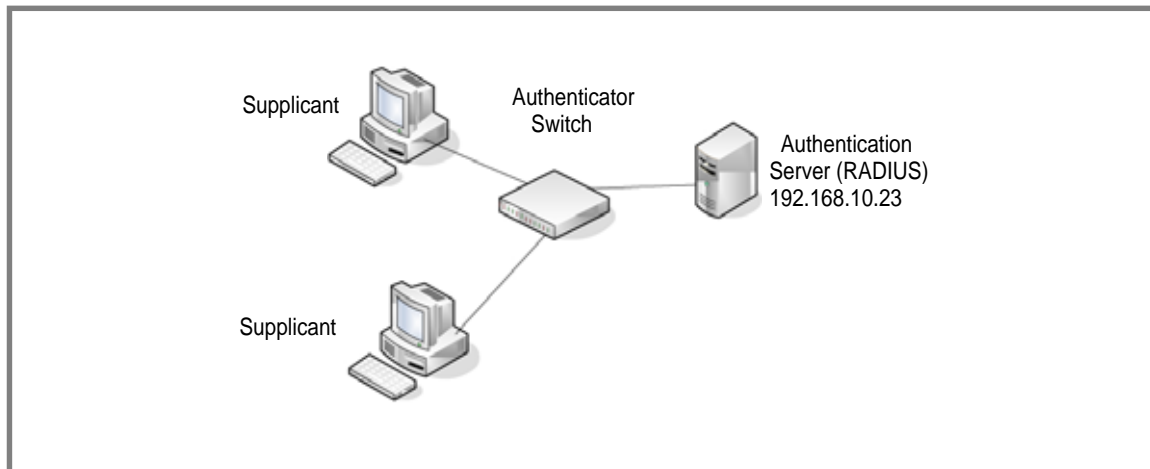 Supplicant
Authenticator
Switch
Authentication
Server (RADIUS)
192.168.10.23
Supplicant